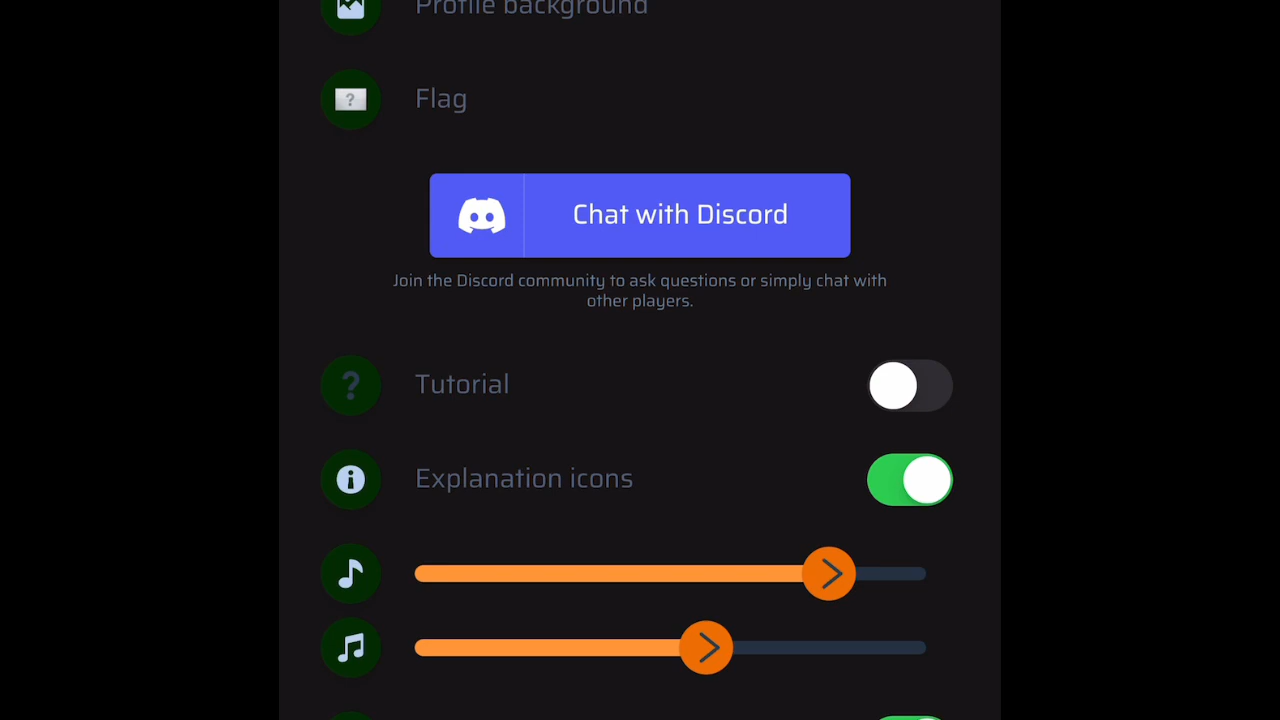 Profile background
Flag
Chat with Discord
Join the Discord community to ask questions or simply chat with
other players.
Tutorial
Explanation icons